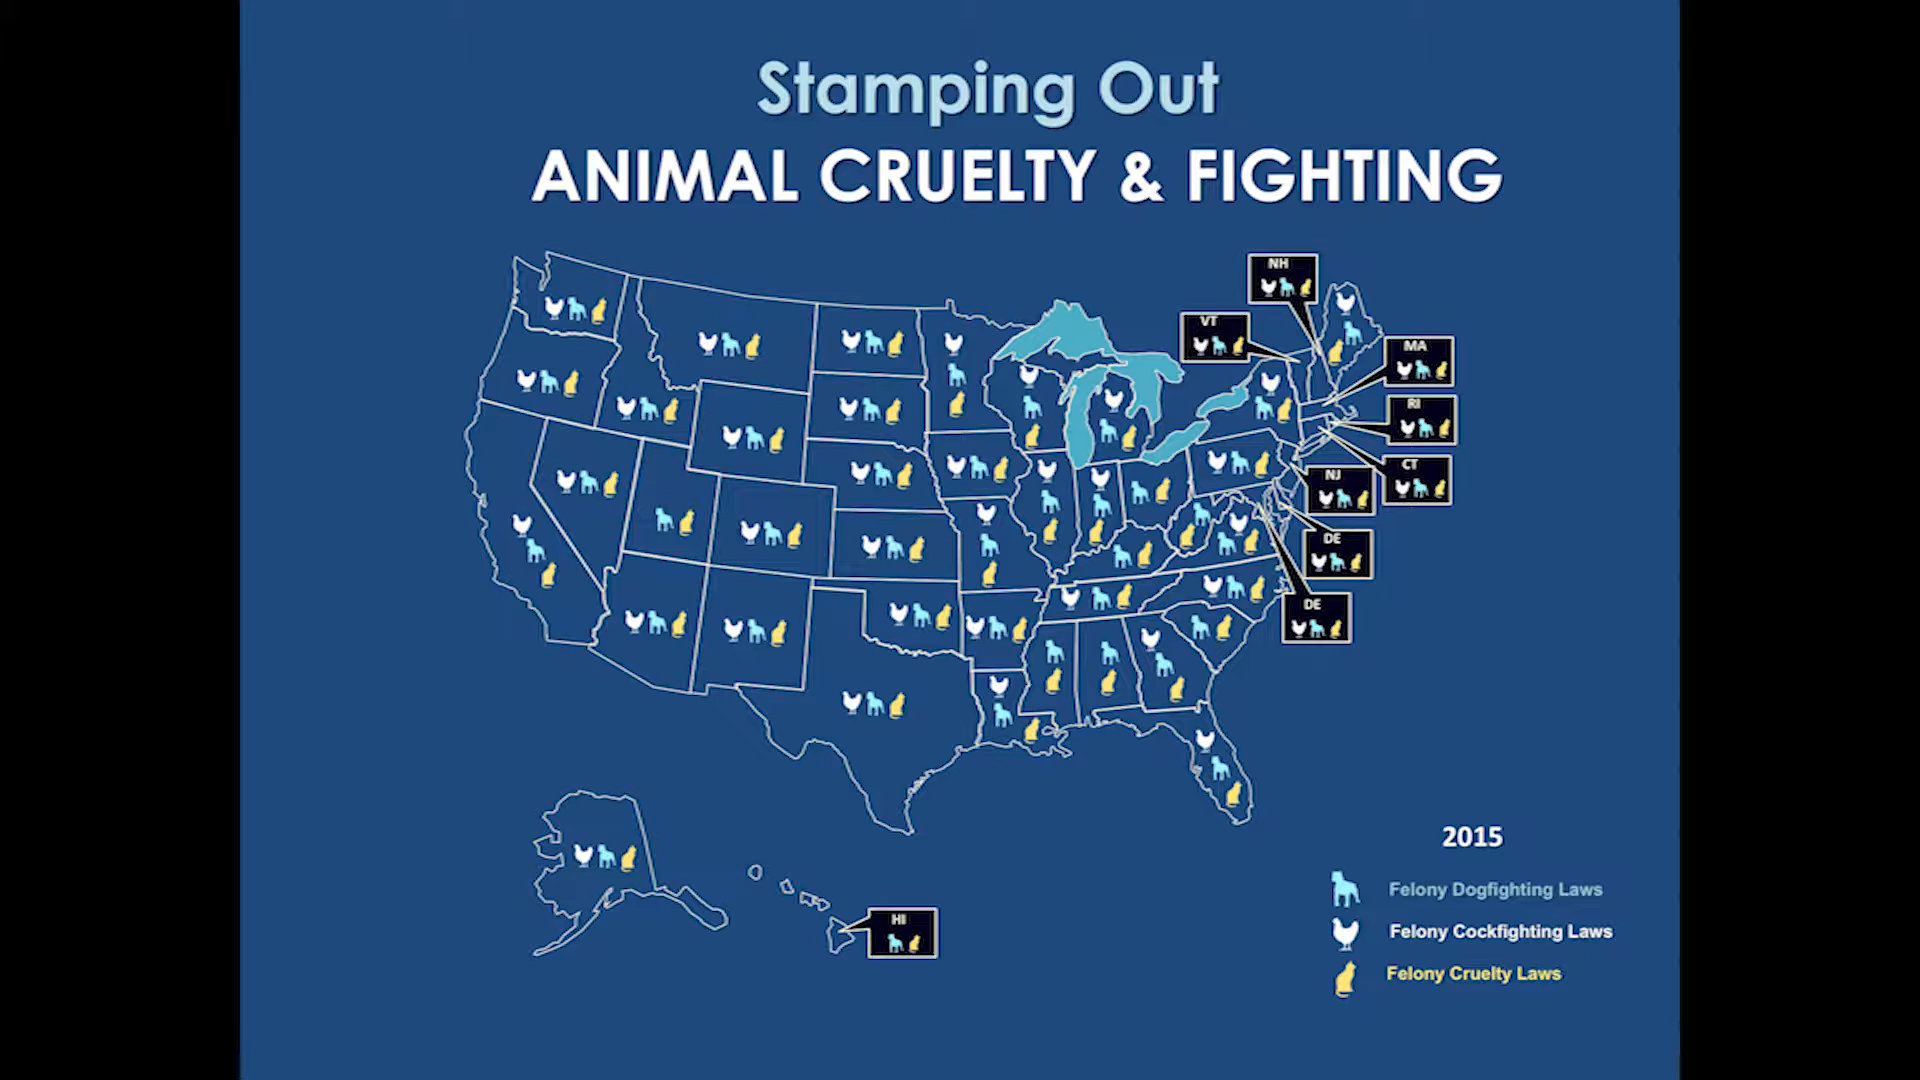 Stamping Out
ANIMAL CRUELTY & FIGHTING
NH
VT
MA
RI
CT
NJ
DE
DE
HI
2015
Felony Dogfighting Laws
Felony Cockfighting Laws
Felony Cruelty Laws